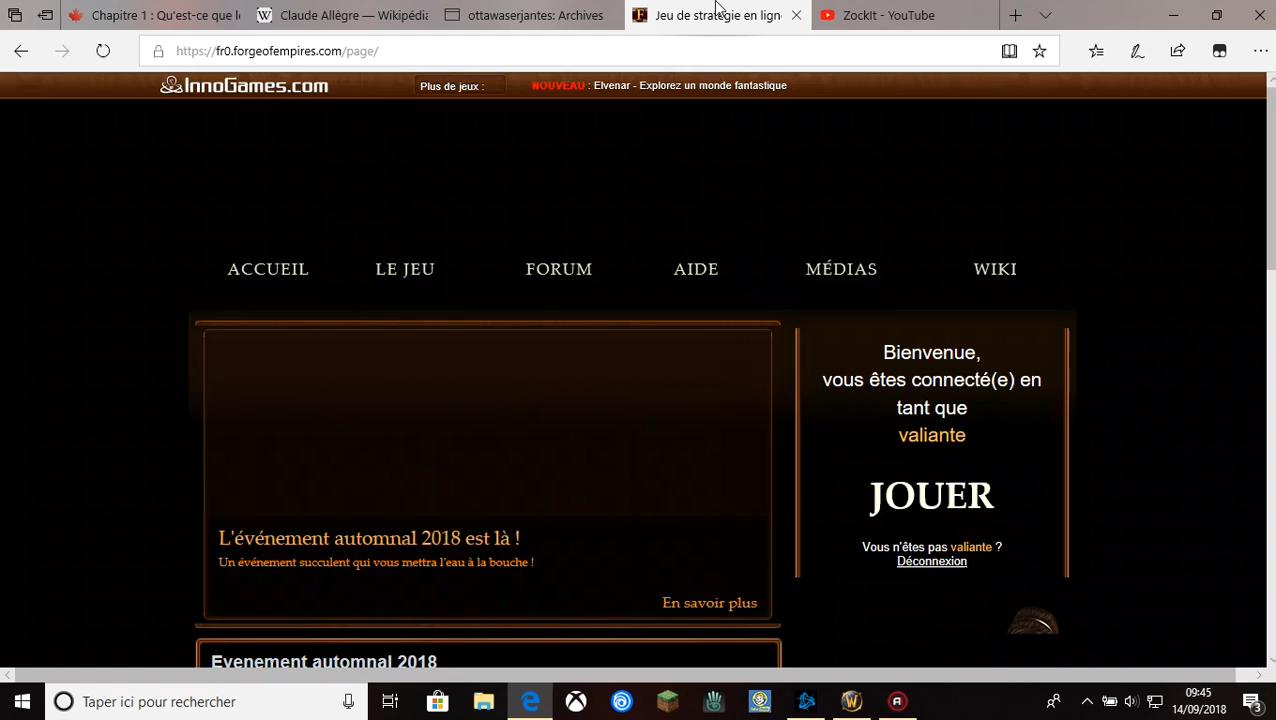 Chapitre 1 : Qu'est-ce que l
Claude Allègre — Wikipédia
ottawaserjantes: Archives
Jeu de stratégie en lign
ZockIt - YouTube
https://fr0.forgeofempires.com/page/
InnoGames.com
Plus de jeux :
NOUVEAU : Elvenar - Explorez un monde fantastique
ACCUEIL LE JEU FORUM AIDE MÉDIAS WIKI
Bienvenue,
vous êtes connecté(e) en
tant que
valiante
JOUER
Vous n'êtes pas valiante ?
Déconnexion
L'événement automnal 2018 est là !
Un événement succulent qui vous mettra l'eau à la bouche !
En savoir plus
Evenement automnal 2018
Taper ici pour rechercher
09:45
14/09/2018
3